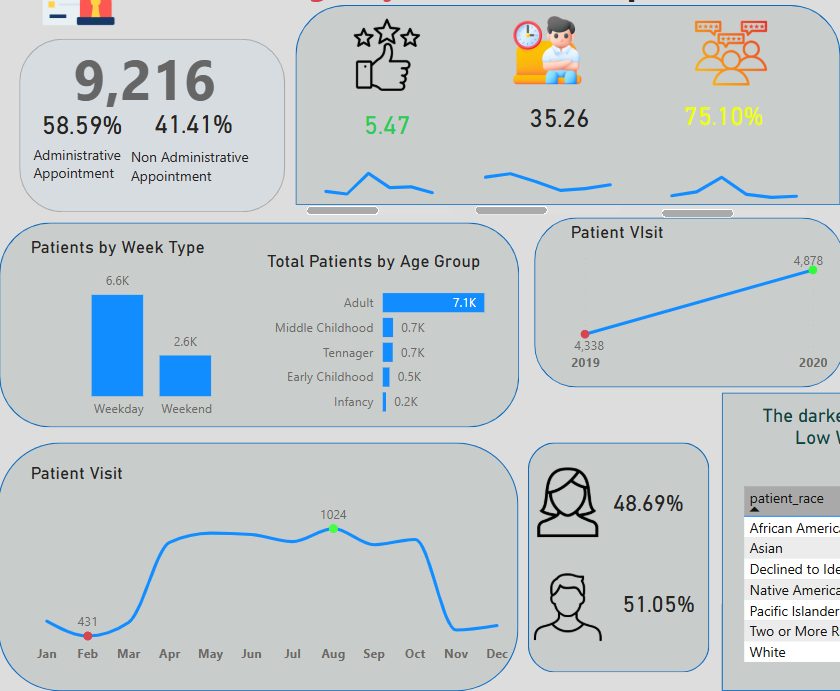 9,216
58.59% 41.41%
Administrative Appointment
Non Administrative Appointment
5.47
35.26
75.10%
Patients by Week Type
6.6K
2.6K
Weekday Weekend
Total Patients by Age Group
Adult 7.1K
Middle Childhood 0.7K
Tennager 0.7K
Early Childhood 0.5K
Infancy 0.2K
Patient VIsit
4,878
4,338
2019 2020
Patient Visit
1024
431
Jan Feb Mar Apr May Jun Jul Aug Sep Oct Nov Dec
48.69%
51.05%
The darke
Low
patient_race
African America
Asian
Declined to Ide
Native America
Pacific Islander
Two or More R
White